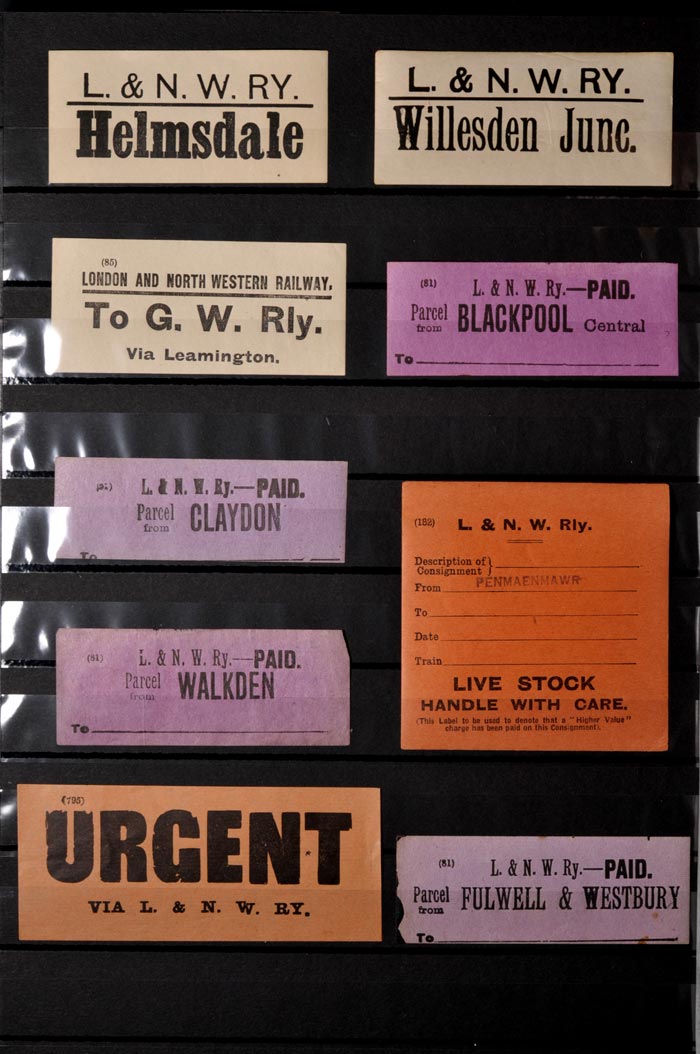 L. & N. W. RY.
Helmsdale
L. & N. W. RY.
Willesden Junc.
(85)
LONDON AND NORTH WESTERN RAILWAY.
To G. W. Rly.
Via Leamington.
(81) L. & N. W. Ry.—PAID.
Parcel from BLACKPOOL Central
To
L. & N. W. Ry.—PAID.
Parcel from CLAYDON
To
(182) L. & N. W. Rly.
Description of
Consignment
From PENMAENMAWR
To
Date
Train
LIVE STOCK
HANDLE WITH CARE.
(This Label to be used to denote that a "Higher Value"
charge has been paid on this Consignment).
(81) L. & N. W. Ry.—PAID.
Parcel from WALKDEN
To
(795)
URGENT
VIA L. & N. W. RY.
(81) L. & N. W. Ry.—PAID.
Parcel from FULWELL & WESTBURY
To